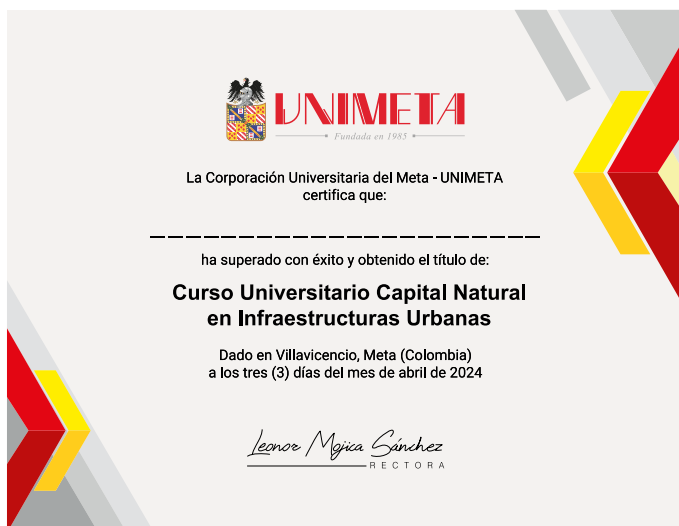 UNIMETA
Fundada en 1985
La Corporación Universitaria del Meta - UNIMETA
certifica que:
ha superado con éxito y obtenido el título de:
Curso Universitario Capital Natural
en Infraestructuras Urbanas
Dado en Villavicencio, Meta (Colombia)
a los tres (3) días del mes de abril de 2024
Leonor Mojica Sánchez
RECTORA